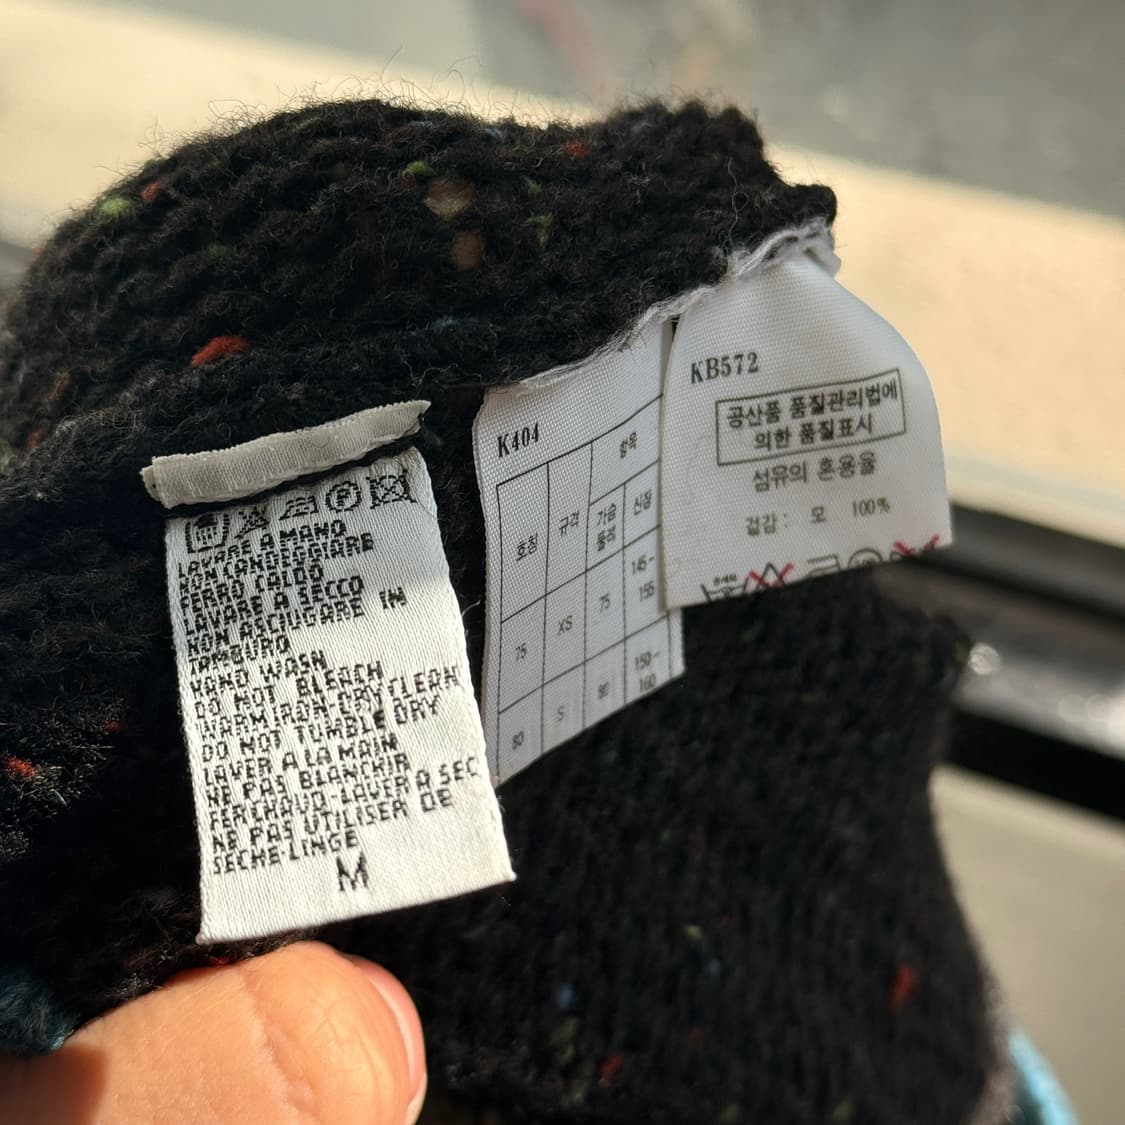 LAVARE A MANO
NON CANDEGGIARE
FERRO CALDO
LAVARE A SECCO
NON ASCIUGARE IN
TAMBURO
HAND WASH
DO NOT BLEACH
WARM IRON DRY CLEAN
DO NOT TUMBLE DRY
LAVER A LA MAIN
NE PAS BLANCHIR
FER CHAUD LAVER A SEC
NE PAS UTILISER DE
SECHE LINGE
M
K404
항목
호칭 규격 가슴둘레 신장
75 XS 75 145-155
80 S 80 150-160
KB572
공산품 품질관리법에
의한 품질표시
섬유의 혼용율
겉감 : 모 100%